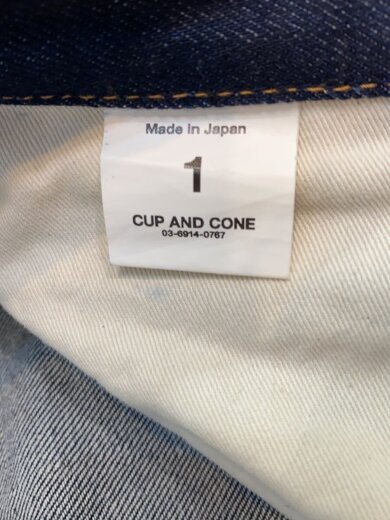 Made in Japan
1
CUP AND CONE
03-6914-0767